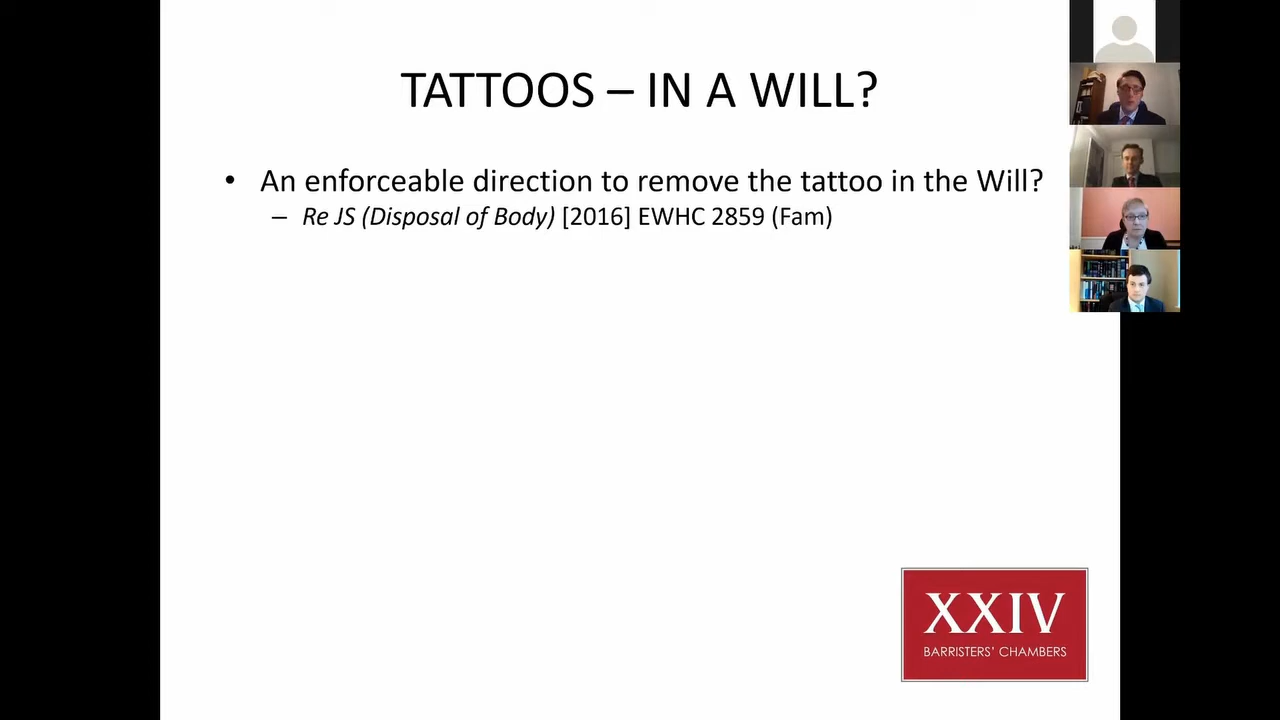 TATTOOS – IN A WILL?
• An enforceable direction to remove the tattoo in the Will?
– Re JS (Disposal of Body) [2016] EWHC 2859 (Fam)
XXIV
BARRISTERS' CHAMBERS